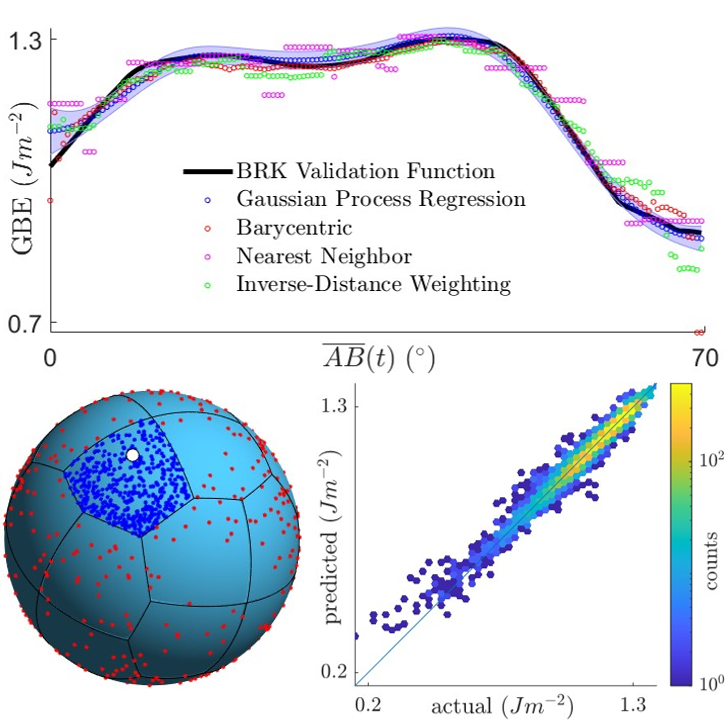 1.3
GBE (Jm⁻²)
BRK Validation Function
Gaussian Process Regression
Barycentric
Nearest Neighbor
Inverse-Distance Weighting
0.7
0
AB(t) (°)
70
1.3
predicted (Jm⁻²)
0.2
0.2
actual (Jm⁻²)
1.3
10²
counts
10⁰